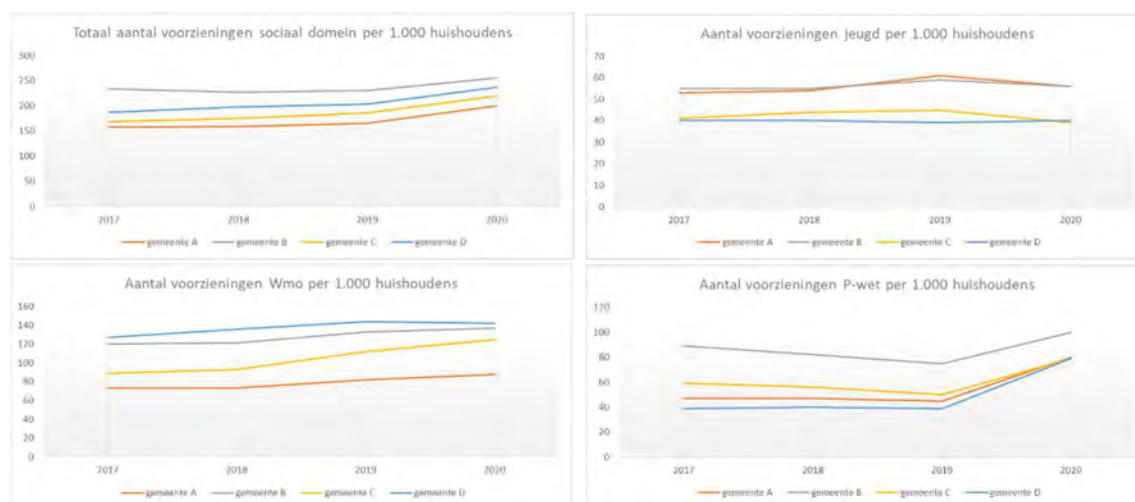 Totaal aantal voorzieningen sociaal domein per 1.000 huishoudens
300
250
200
150
100
50
0
2017 2018 2019 2020
gemeente A gemeente B gemeente C gemeente D
Aantal voorzieningen jeugd per 1.000 huishoudens
70
60
50
40
30
20
10
0
2017 2018 2019 2020
gemeente A gemeente B gemeente C gemeente D
Aantal voorzieningen Wmo per 1.000 huishoudens
160
140
120
100
80
60
40
20
0
2017 2018 2019 2020
gemeente A gemeente B gemeente C gemeente D
Aantal voorzieningen P-wet per 1.000 huishoudens
120
100
80
60
40
20
0
2017 2018 2019 2020
gemeente A gemeente B gemeente C gemeente D